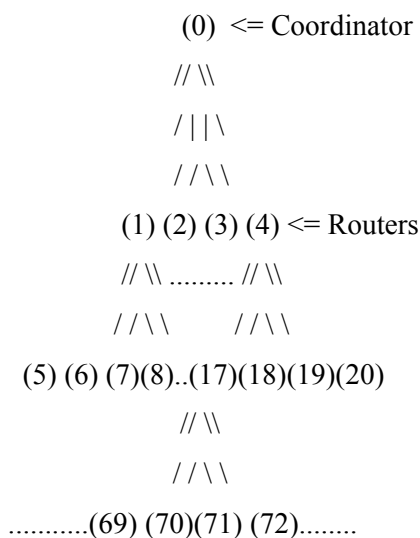 (0) <= Coordinator
// \\
/ | | \
/ / \ \
(1) (2) (3) (4) <= Routers
// \\ ......... // \\
/ / \ \ / / \ \
(5) (6) (7)(8)..(17)(18)(19)(20)
// \\
/ / \ \
...........(69) (70)(71) (72)........